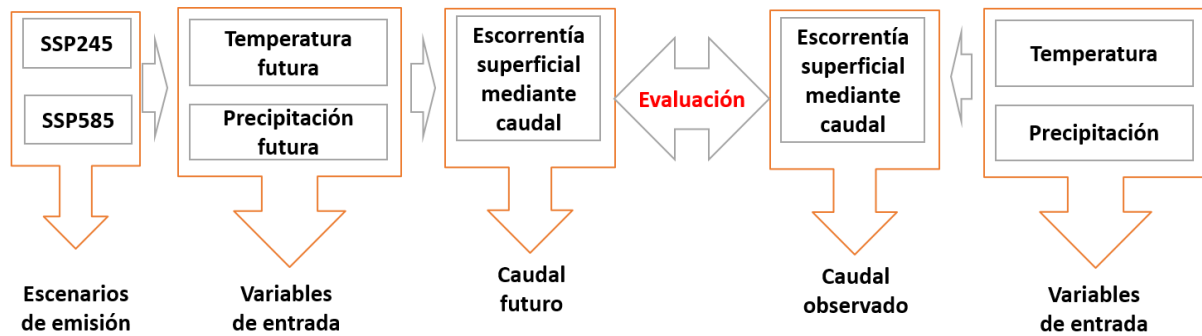 SSP245
SSP585
Temperatura
futura
Precipitación
futura
Escorrentía
superficial
mediante
caudal
Evaluación
Escorrentía
superficial
mediante
caudal
Temperatura
Precipitación
Escenarios
de emisión
Variables
de entrada
Caudal
futuro
Caudal
observado
Variables
de entrada